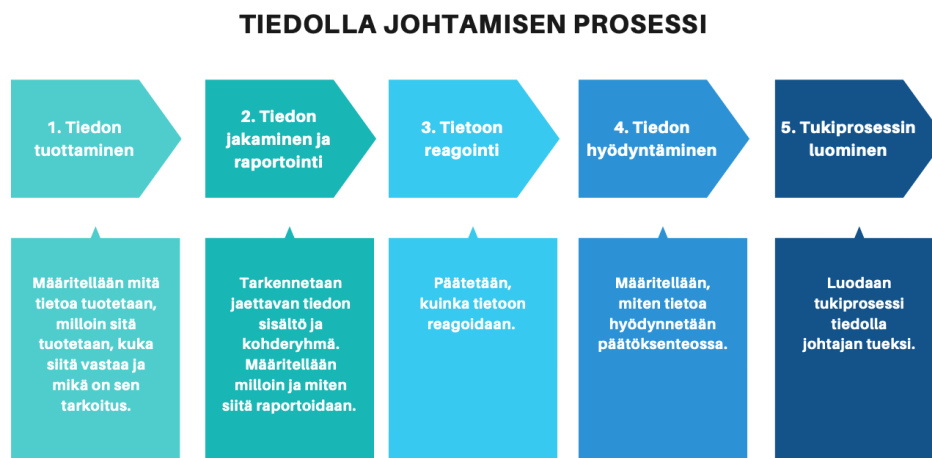 TIEDOLLA JOHTAMISEN PROSESSI
1. Tiedon
tuottaminen
2. Tiedon
jakaminen ja
raportointi
3. Tietoon
reagointi
4. Tiedon
hyödyntäminen
5. Tukiprosessin
luominen
Määritellään mitä
tietoa tuotetaan,
milloin sitä
tuotetaan, kuka
siitä vastaa ja
mikä on sen
tarkoitus.
Tarkennetaan
jaettavan tiedon
sisältö ja
kohderyhmä.
Määritellään
milloin ja miten
siitä raportoidaan.
Päätetään,
kuinka tietoon
reagoidaan.
Määritellään,
miten tietoa
hyödynnetään
päätöksenteossa.
Luodaan
tukiprosessi
tiedolla
johtajan tueksi.